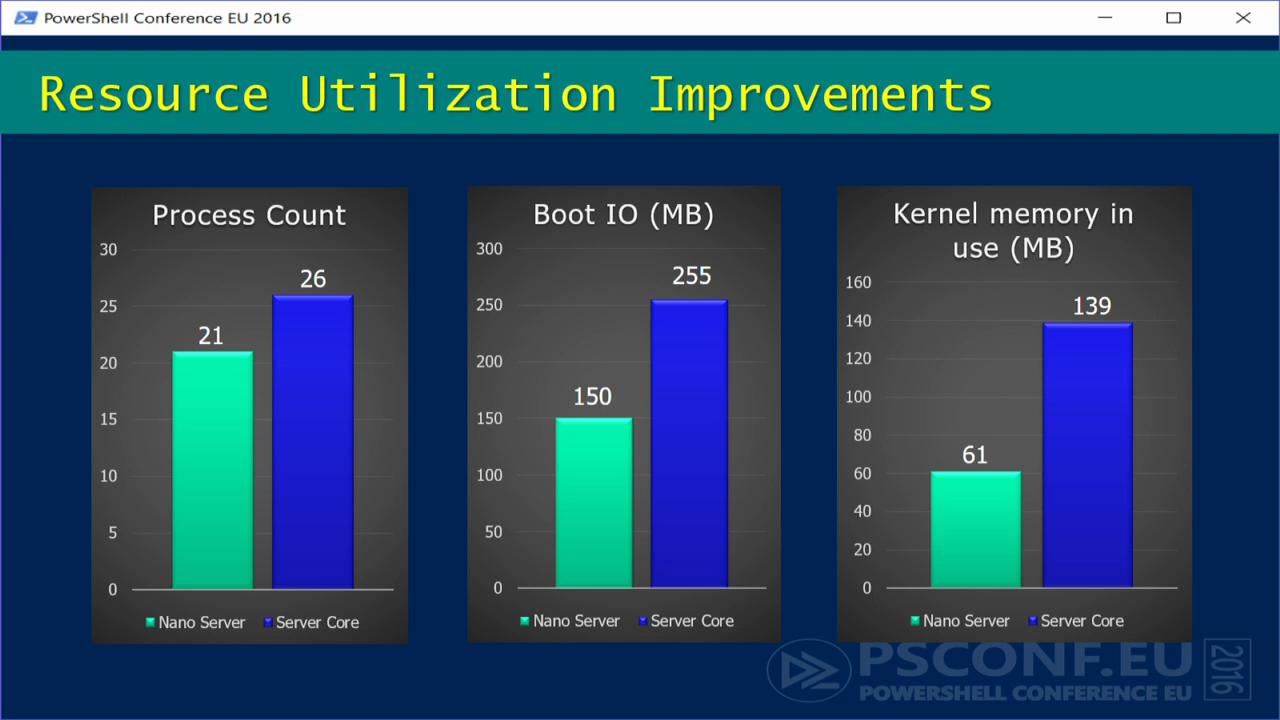 PowerShell Conference EU 2016
Resource Utilization Improvements
Process Count
30
25
20
15
10
5
0
21
26
Nano Server
Server Core
Boot IO (MB)
300
250
200
150
100
50
0
150
255
Nano Server
Server Core
Kernel memory in
use (MB)
160
140
120
100
80
60
40
20
0
61
139
Nano Server
Server Core
PSCONF.EU
POWERSHELL CONFERENCE EU
2016